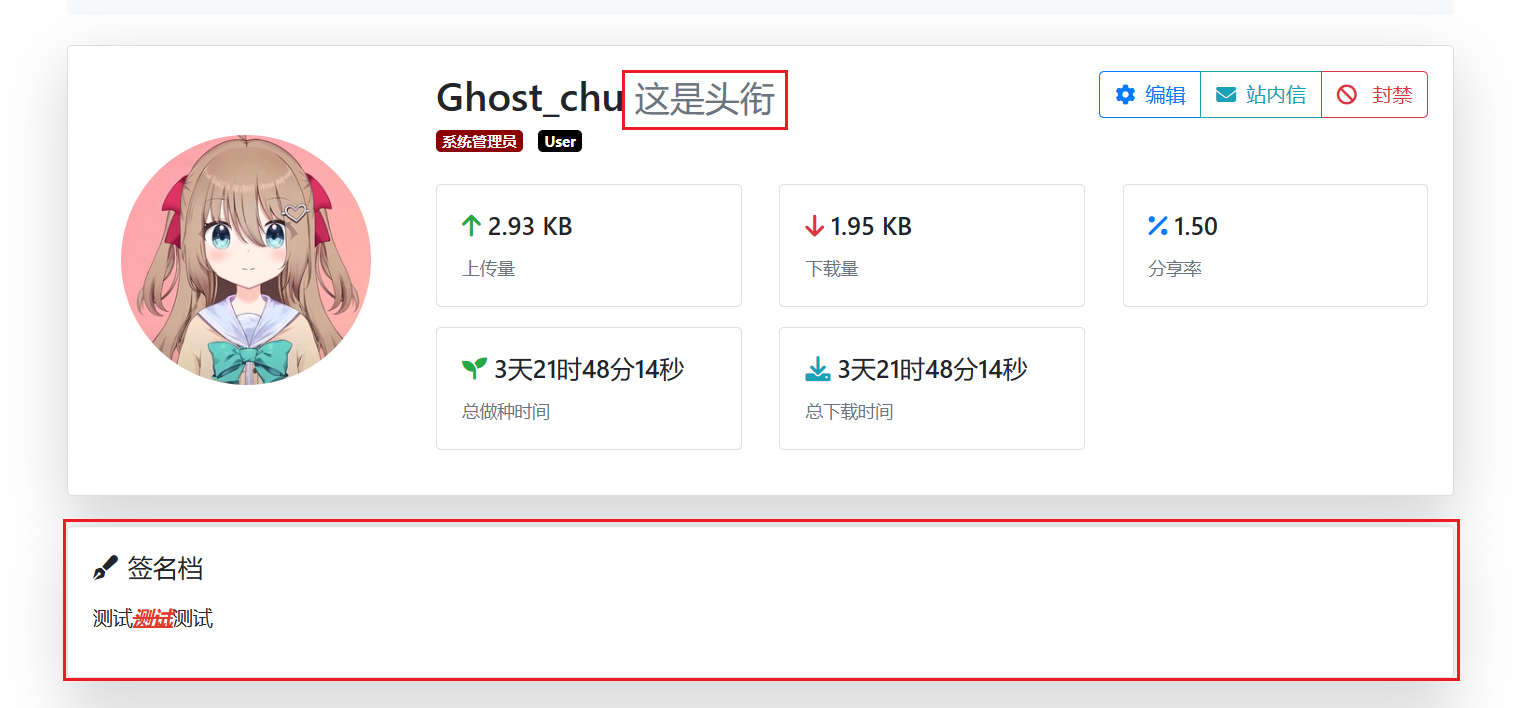 Ghost_chu 这是头衔
编辑 站内信 封禁
系统管理员 User
2.93 KB 1.95 KB 1.50
上传量 下载量 分享率
3天21时48分14秒 3天21时48分14秒
总做种时间 总下载时间
签名档
测试测试测试